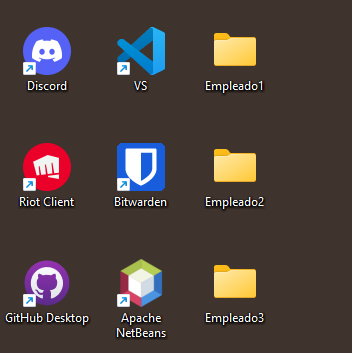 Discord
VS
Empleado1
Riot Client
Bitwarden
Empleado2
GitHub Desktop
Apache
NetBeans
Empleado3